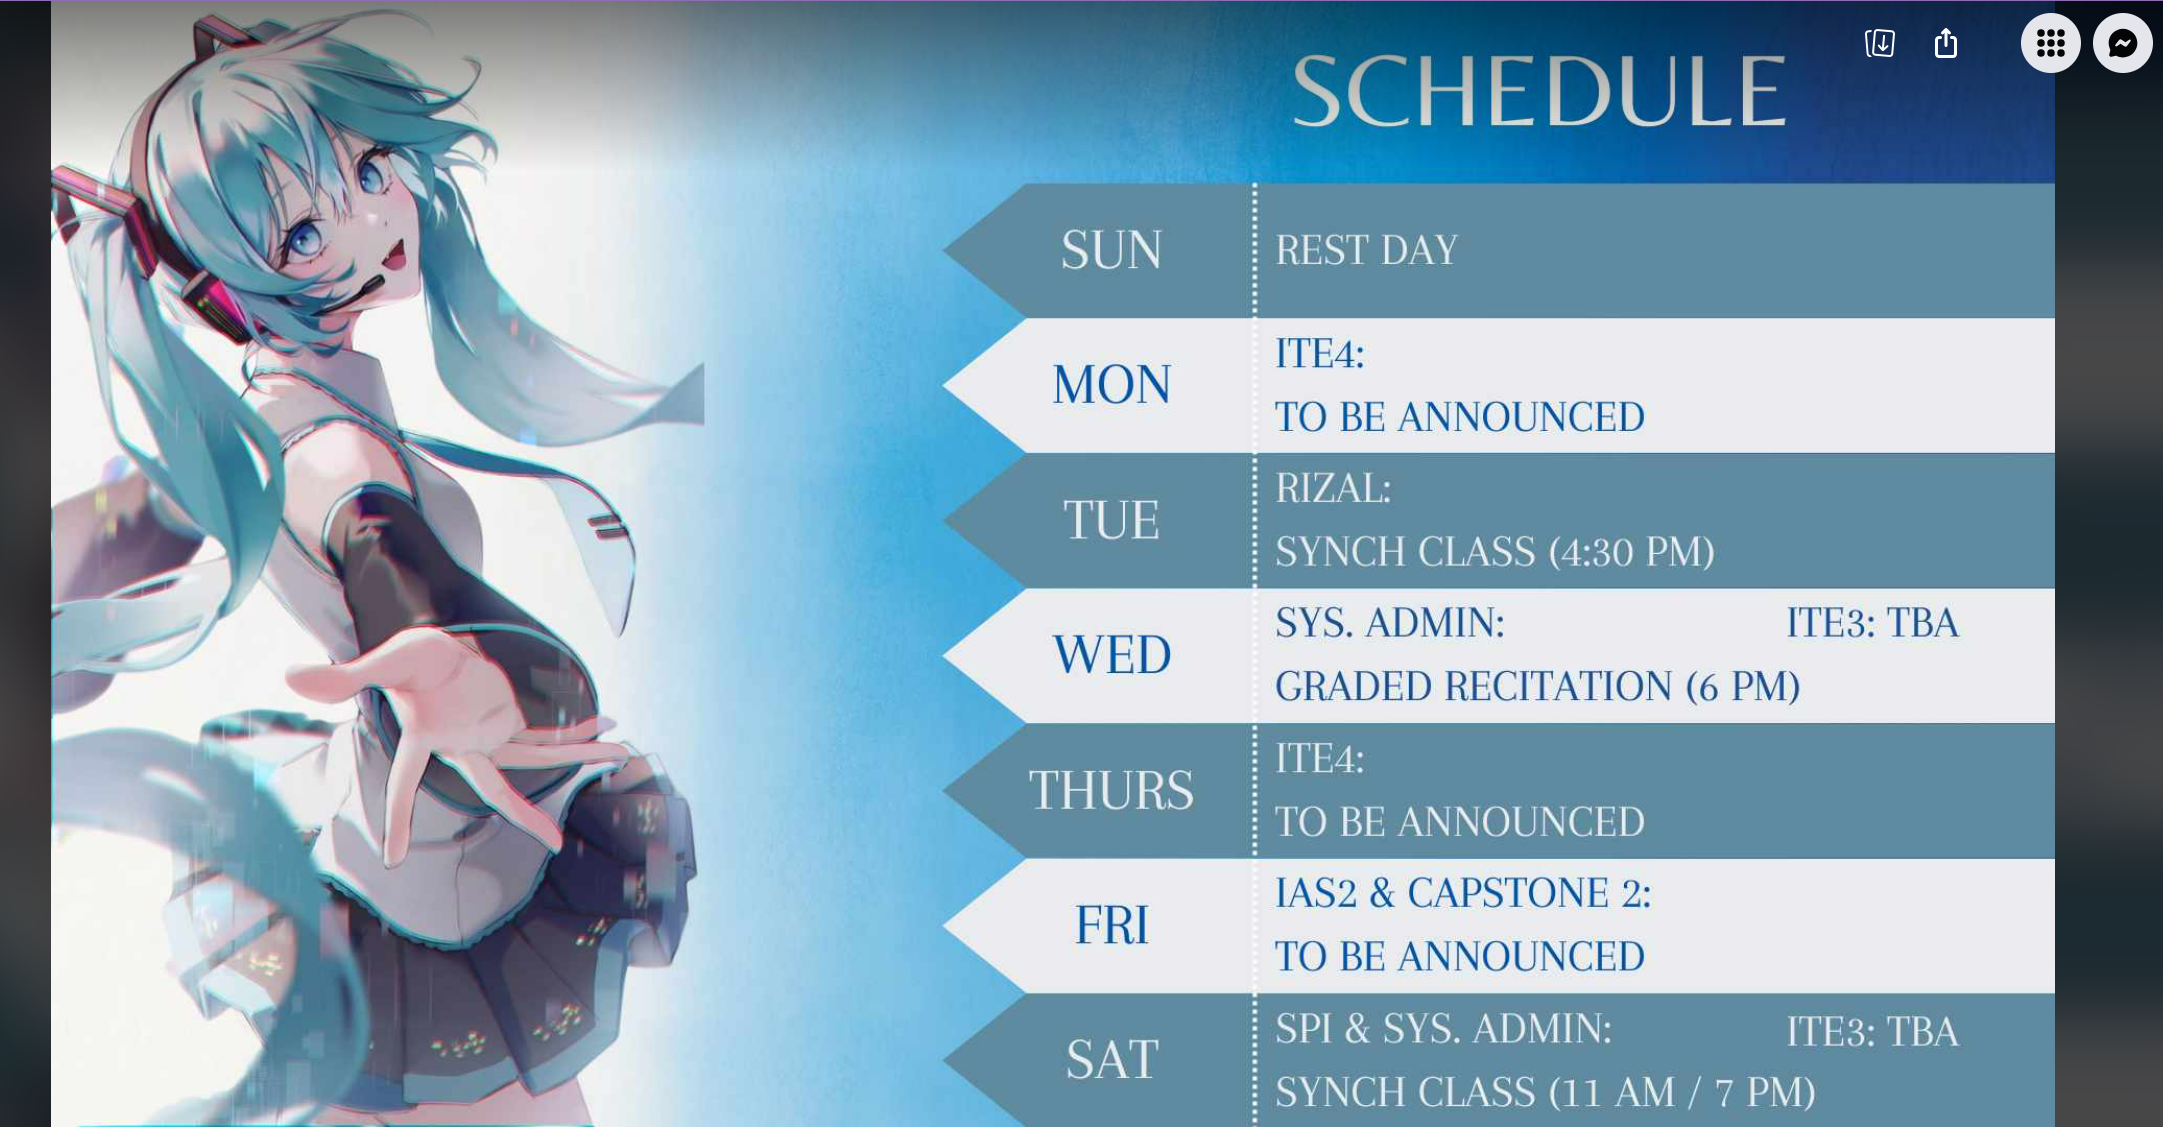 SCHEDULE
SUN
REST DAY
MON
ITE4:
TO BE ANNOUNCED
TUE
RIZAL:
SYNCH CLASS (4:30 PM)
WED
SYS. ADMIN:
ITE3: TBA
GRADED RECITATION (6 PM)
THURS
ITE4:
TO BE ANNOUNCED
FRI
IAS2 & CAPSTONE 2:
TO BE ANNOUNCED
SAT
SPI & SYS. ADMIN:
ITE3: TBA
SYNCH CLASS (11 AM / 7 PM)